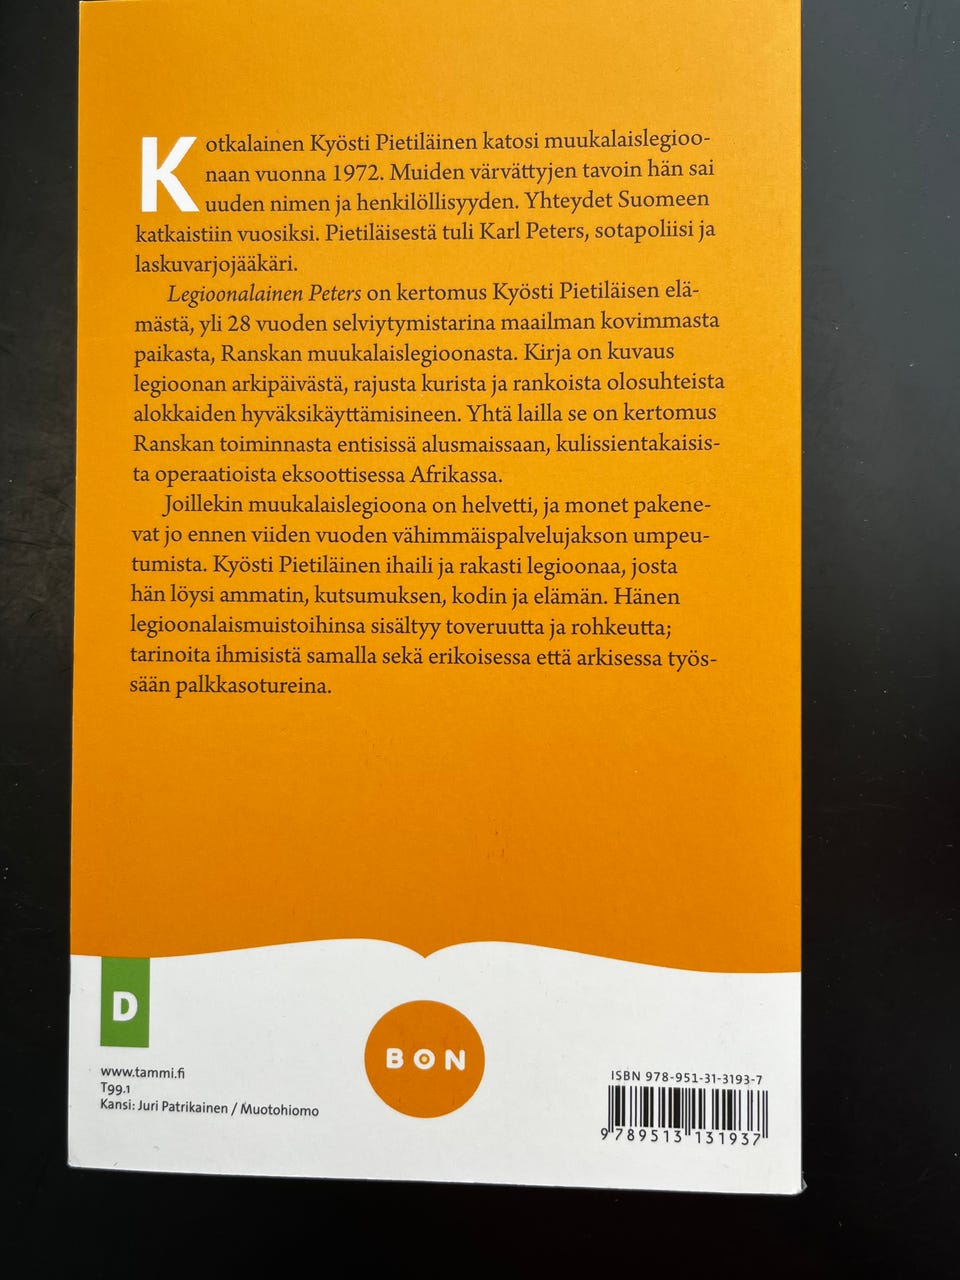 Kotkalainen Kyösti Pietiläinen katosi muukalaislegioo-
naan vuonna 1972. Muiden värvättyjen tavoin hän sai
uuden nimen ja henkilöllisyyden. Yhteydet Suomeen
katkaistiin vuosiksi. Pietiläisestä tuli Karl Peters, sotapoliisi ja
laskuvarjojääkäri.
Legioonalainen Peters on kertomus Kyösti Pietiläisen elä-
mästä, yli 28 vuoden selviytymistarina maailman kovimmasta
paikasta, Ranskan muukalaislegioonasta. Kirja on kuvaus
legioonan arkipäivästä, rajusta kurista ja rankoista olosuhteista
alokkaiden hyväksikäyttämisineen. Yhtä lailla se on kertomus
Ranskan toiminnasta entisissä alusmaissaan, kulissientakaisis-
ta operaatioista eksoottisessa Afrikassa.
Joillekin muukalaislegioona on helvetti, ja monet pakene-
vat jo ennen viiden vuoden vähimmäispalvelujakson umpeu-
tumista. Kyösti Pietiläinen ihaili ja rakasti legioonaa, josta
hän löysi ammatin, kutsumuksen, kodin ja elämän. Hänen
legioonalaismuistoihinsa sisältyy toveruutta ja rohkeutta;
tarinoita ihmisistä samalla sekä erikoisessa että arkisessa työs-
sään palkkasotureina.
D
www.tammi.fi
T99.1
Kansi: Juri Patrikainen / Muotohiomo
BON
ISBN 978-951-31-3193-7
9 789513 131937